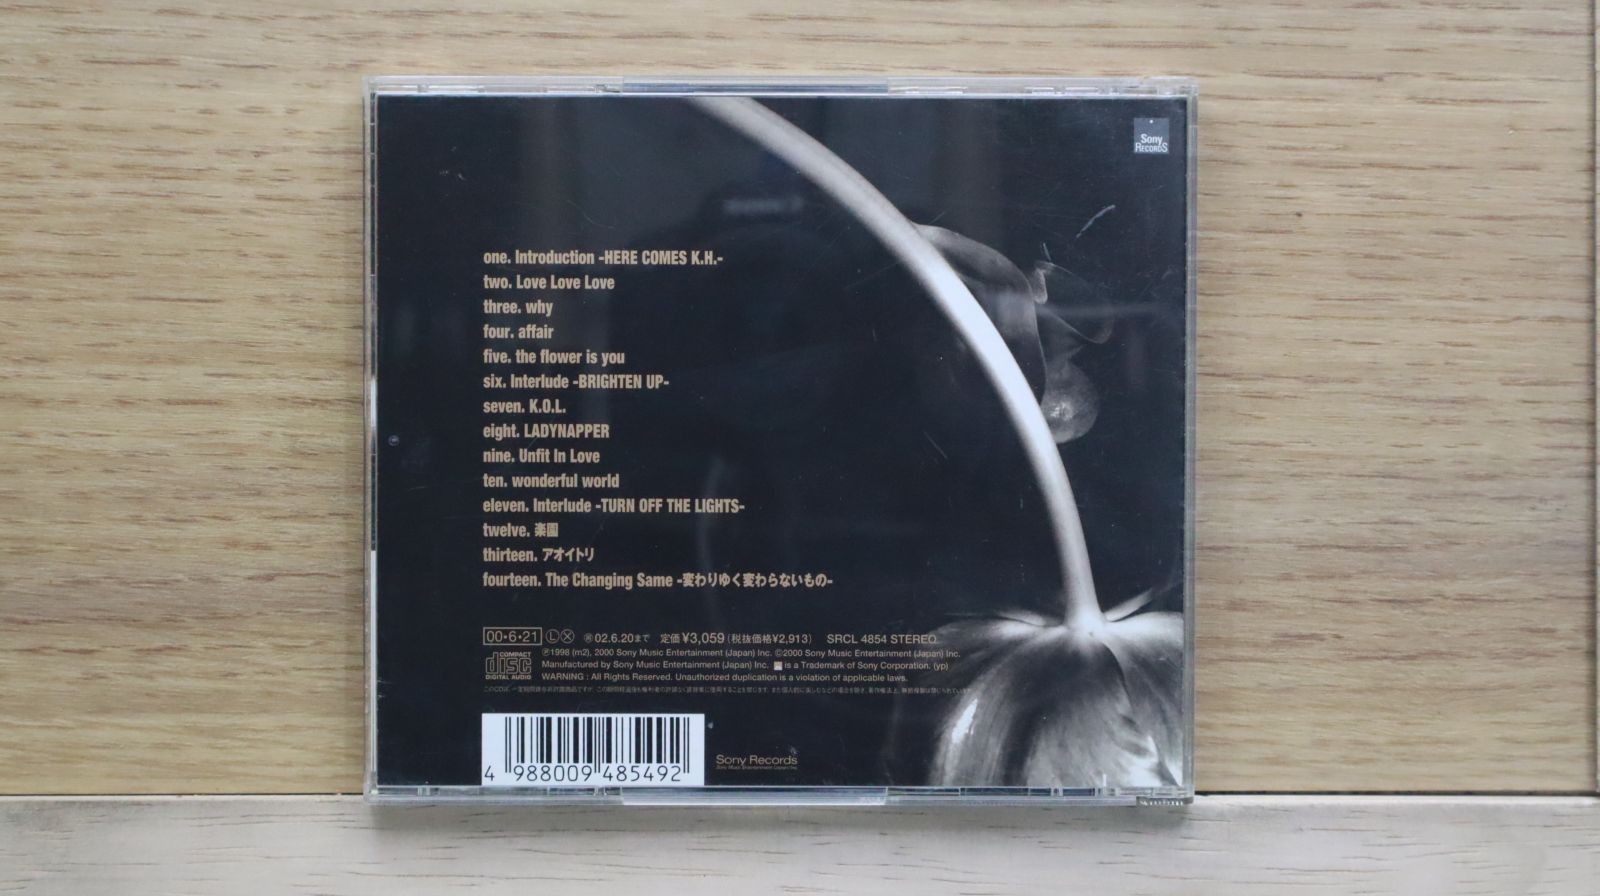 Sony
RECORDS
one. Introduction -HERE COMES K.H.-
two. Love Love Love
three. why
four. affair
five. the flower is you
six. Interlude -BRIGHTEN UP-
seven. K.O.L.
eight. LADYNAPPER
nine. Unfit In Love
ten. wonderful world
eleven. Interlude -TURN OFF THE LIGHTS-
twelve. 楽園
thirteen. アオイトリ
fourteen. The Changing Same -変わりゆく変わらないもの-
00・6・21 Ⓛ Ⓧ 02.6.20まで 定価¥3,059 (税抜価格¥2,913) SRCL 4854 STEREO
COMPACT disc DIGITAL AUDIO
℗1998 (m2), 2000 Sony Music Entertainment (Japan) Inc. ©2000 Sony Music Entertainment (Japan) Inc.
Manufactured by Sony Music Entertainment (Japan) Inc. is a Trademark of Sony Corporation. (yp)
WARNING : All Rights Reserved. Unauthorized duplication is a violation of applicable laws.
4 988009 485492
Sony Records
Sony Music Entertainment (Japan) Inc.